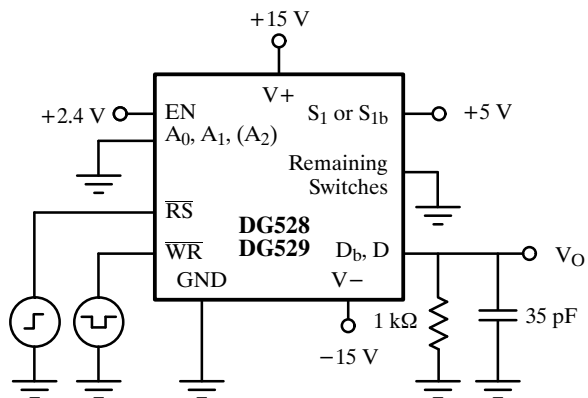 +15 V
V+
+2.4 V
EN
S1 or S1b
+5 V
A0, A1, (A2)
Remaining
Switches
RS
DG528
WR
DG529
Db, D
VO
GND
V−
1 kΩ
35 pF
−15 V